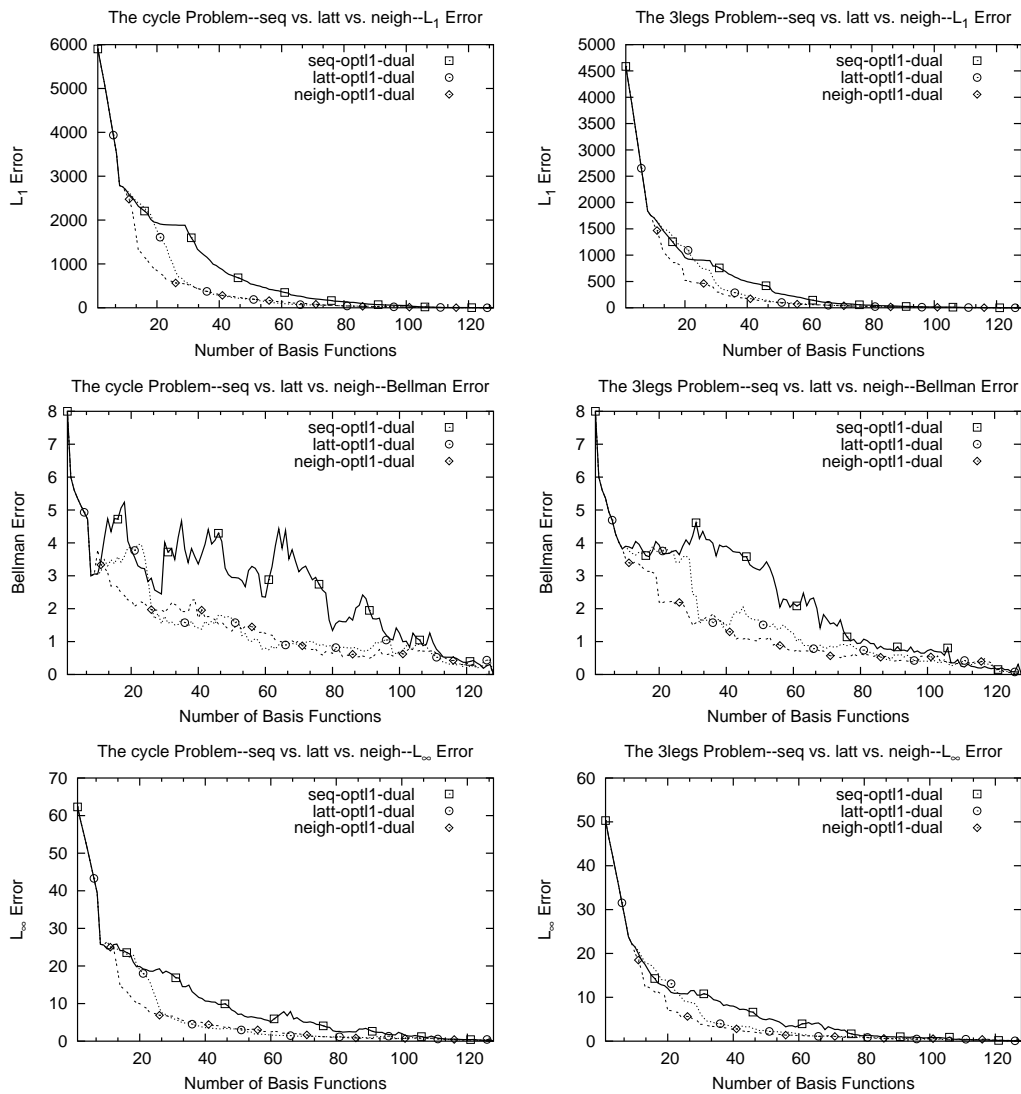 The cycle Problem--seq vs. latt vs. neigh--L1 Error
L1 Error
6000
5000
4000
3000
2000
1000
0
seq-optl1-dual
latt-optl1-dual
neigh-optl1-dual
20 40 60 80 100 120
Number of Basis Functions
The 3legs Problem--seq vs. latt vs. neigh--L1 Error
L1 Error
5000
4500
4000
3500
3000
2500
2000
1500
1000
500
0
seq-optl1-dual
latt-optl1-dual
neigh-optl1-dual
20 40 60 80 100 120
Number of Basis Functions
The cycle Problem--seq vs. latt vs. neigh--Bellman Error
Bellman Error
8
7
6
5
4
3
2
1
0
seq-optl1-dual
latt-optl1-dual
neigh-optl1-dual
20 40 60 80 100 120
Number of Basis Functions
The 3legs Problem--seq vs. latt vs. neigh--Bellman Error
Bellman Error
8
7
6
5
4
3
2
1
0
seq-optl1-dual
latt-optl1-dual
neigh-optl1-dual
20 40 60 80 100 120
Number of Basis Functions
The cycle Problem--seq vs. latt vs. neigh--L∞ Error
L∞ Error
70
60
50
40
30
20
10
0
seq-optl1-dual
latt-optl1-dual
neigh-optl1-dual
20 40 60 80 100 120
Number of Basis Functions
The 3legs Problem--seq vs. latt vs. neigh--L∞ Error
L∞ Error
60
50
40
30
20
10
0
seq-optl1-dual
latt-optl1-dual
neigh-optl1-dual
20 40 60 80 100 120
Number of Basis Functions